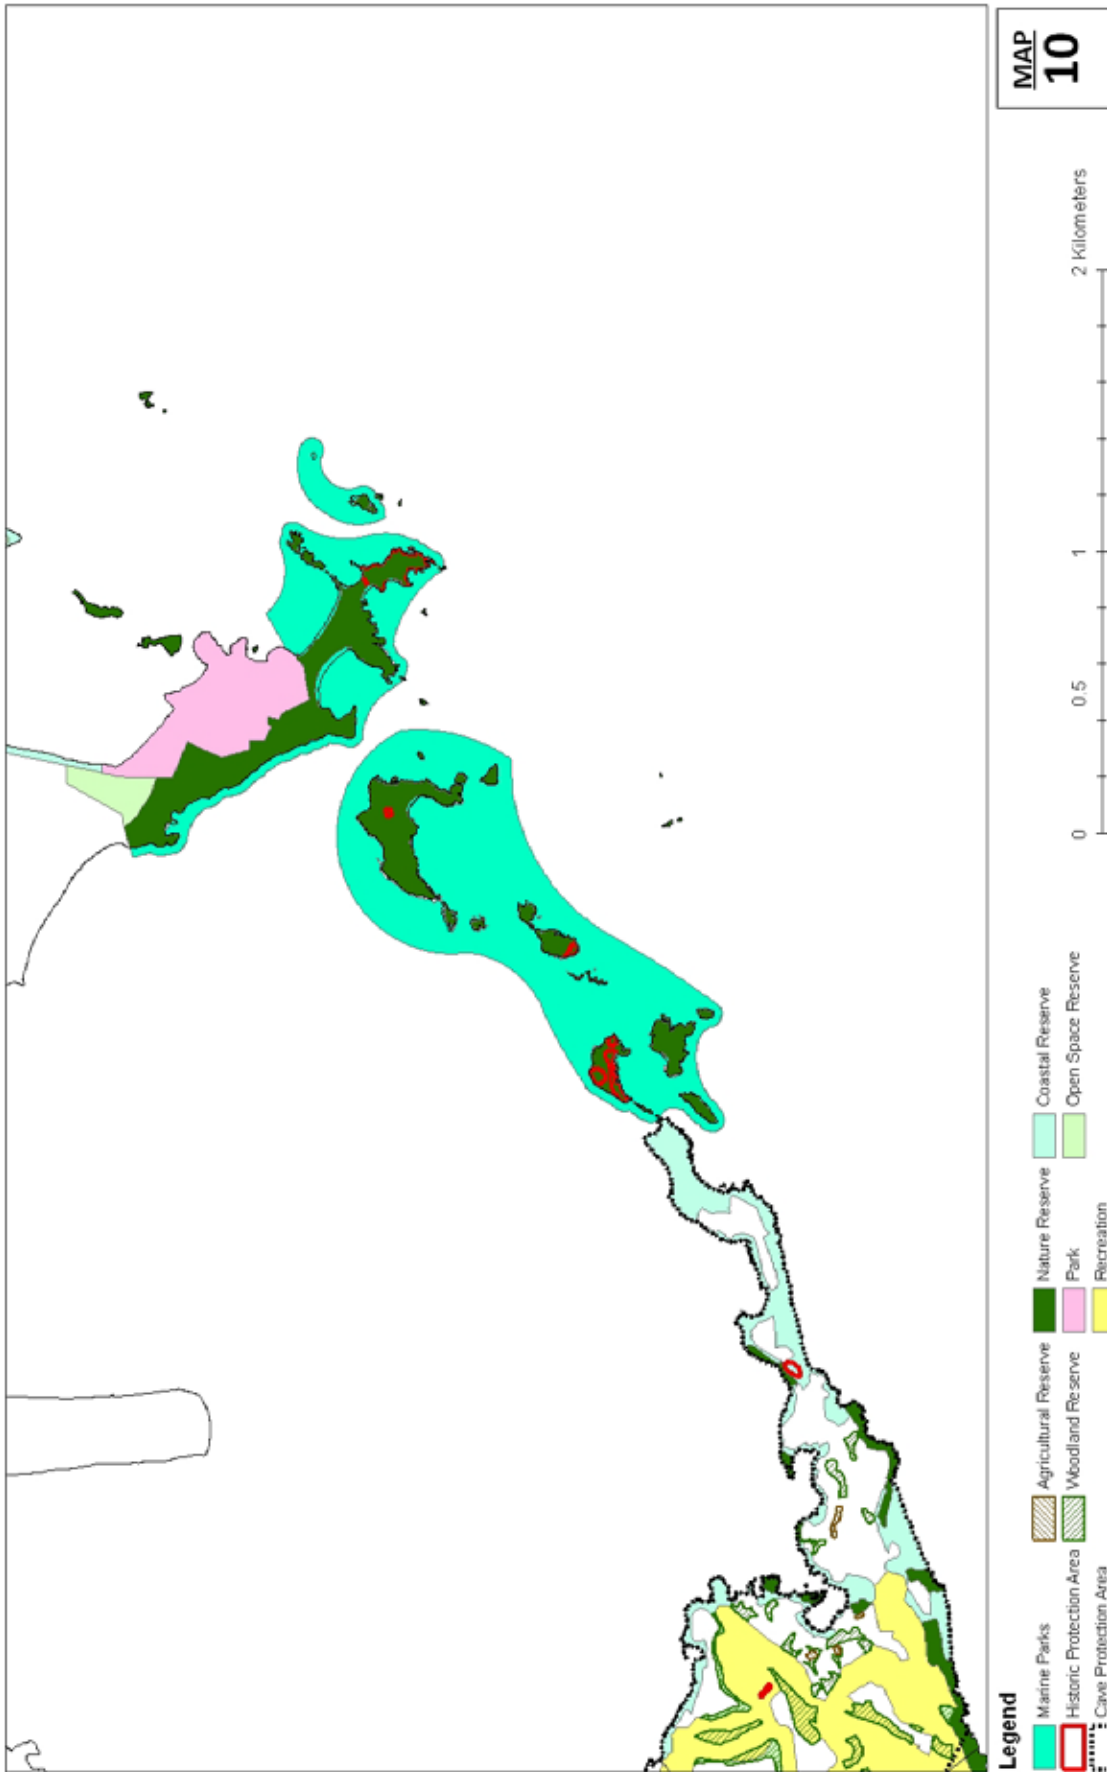 MAP
10
Legend
Marine Parks
Historic Protection Area
Cave Protection Area
Agricultural Reserve
Woodland Reserve
Nature Reserve
Park
Recreation
Coastal Reserve
Open Space Reserve
0 0.5 1 2 Kilometers